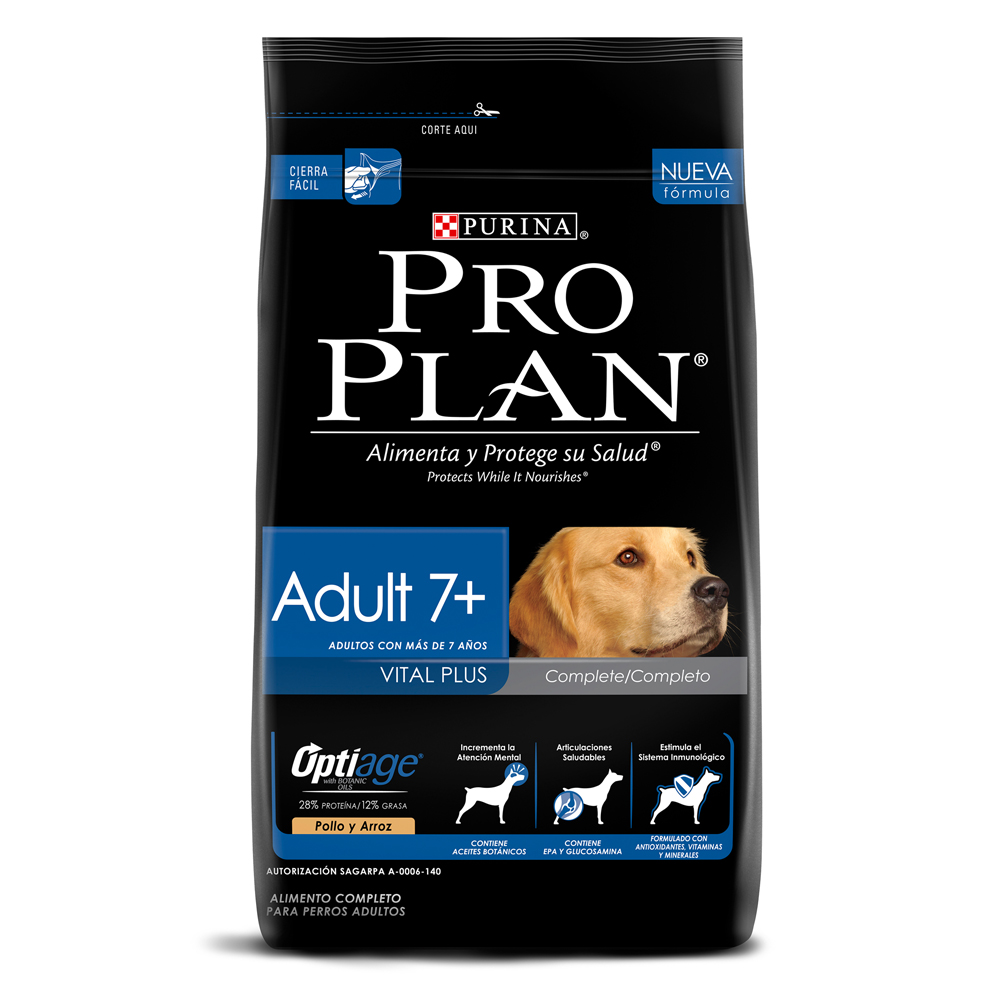 CORTE AQUI
CIERRA
FÁCIL
NUEVA
fórmula
PURINA®
PRO
PLAN®
Alimenta y Protege su Salud®
Protects While It Nourishes®
Adult 7+
ADULTOS CON MÁS DE 7 AÑOS
VITAL PLUS
Complete/Completo
Óptiage®
with BOTANIC
OILS
28% PROTEÍNA/12% GRASA
Pollo y Arroz
Incrementa la
Atención Mental
CONTIENE
ACEITES BOTÁNICOS
Articulaciones
Saludables
CONTIENE
EPA Y GLUCOSAMINA
Estimula el
Sistema Inmunológico
FORMULADO CON
ANTIOXIDANTES, VITAMINAS
Y MINERALES
AUTORIZACIÓN SAGARPA A-0006-140
ALIMENTO COMPLETO
PARA PERROS ADULTOS